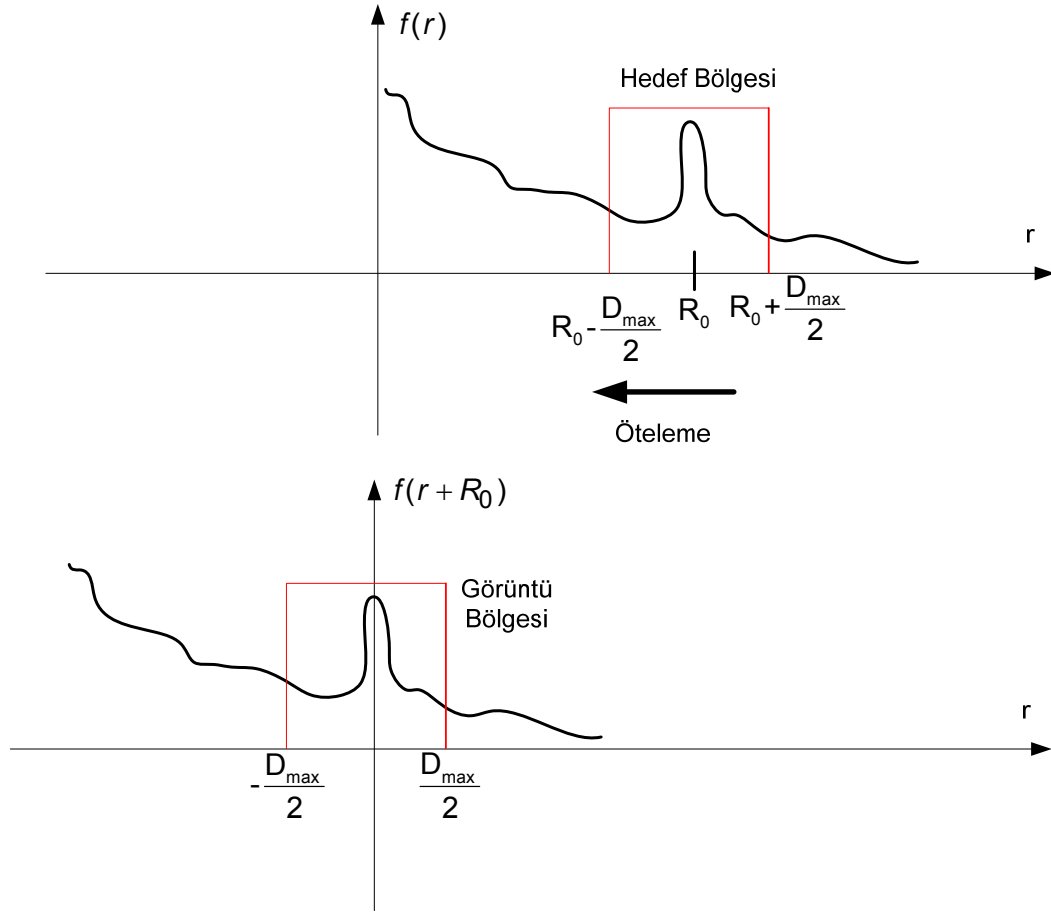 f(r)
Hedef Bölgesi
r
R₀-Dmax/2
R₀
R₀+Dmax/2
Öteleme
f(r + R₀)
Görüntü
Bölgesi
r
-Dmax/2
Dmax/2